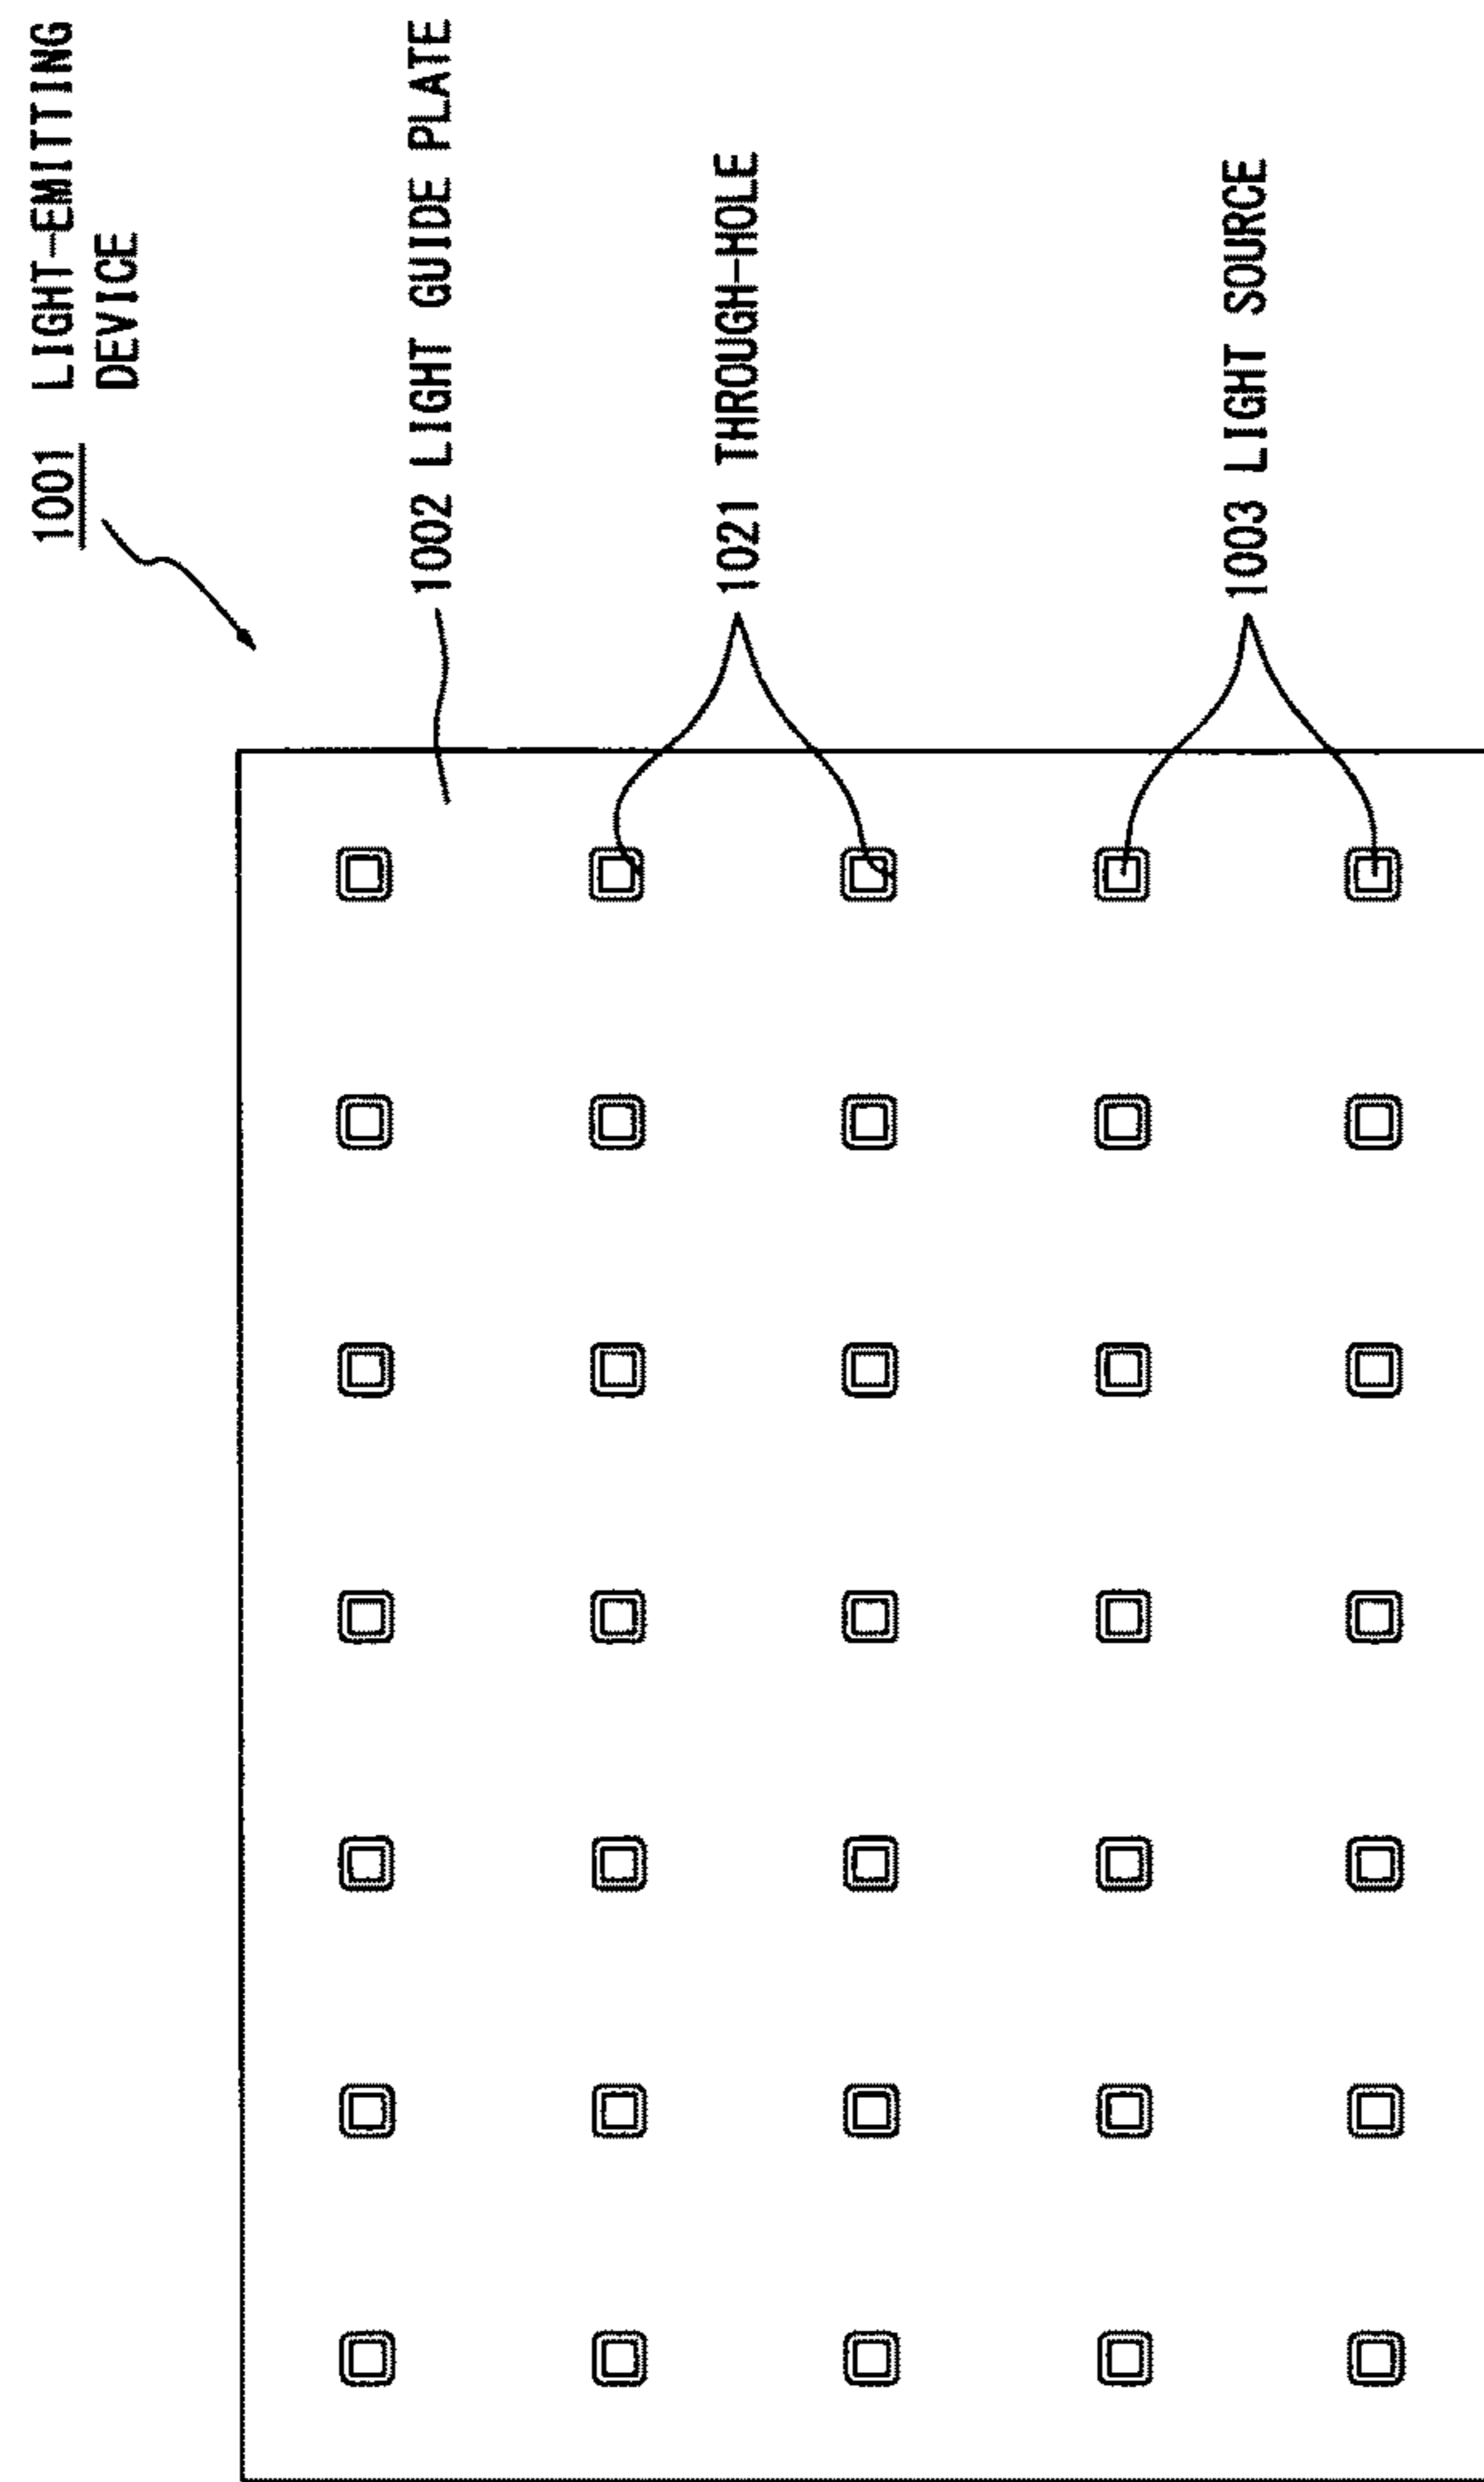 1001 LIGHT-EMITTING
DEVICE
1002 LIGHT GUIDE PLATE
1021 THROUGH-HOLE
1003 LIGHT SOURCE